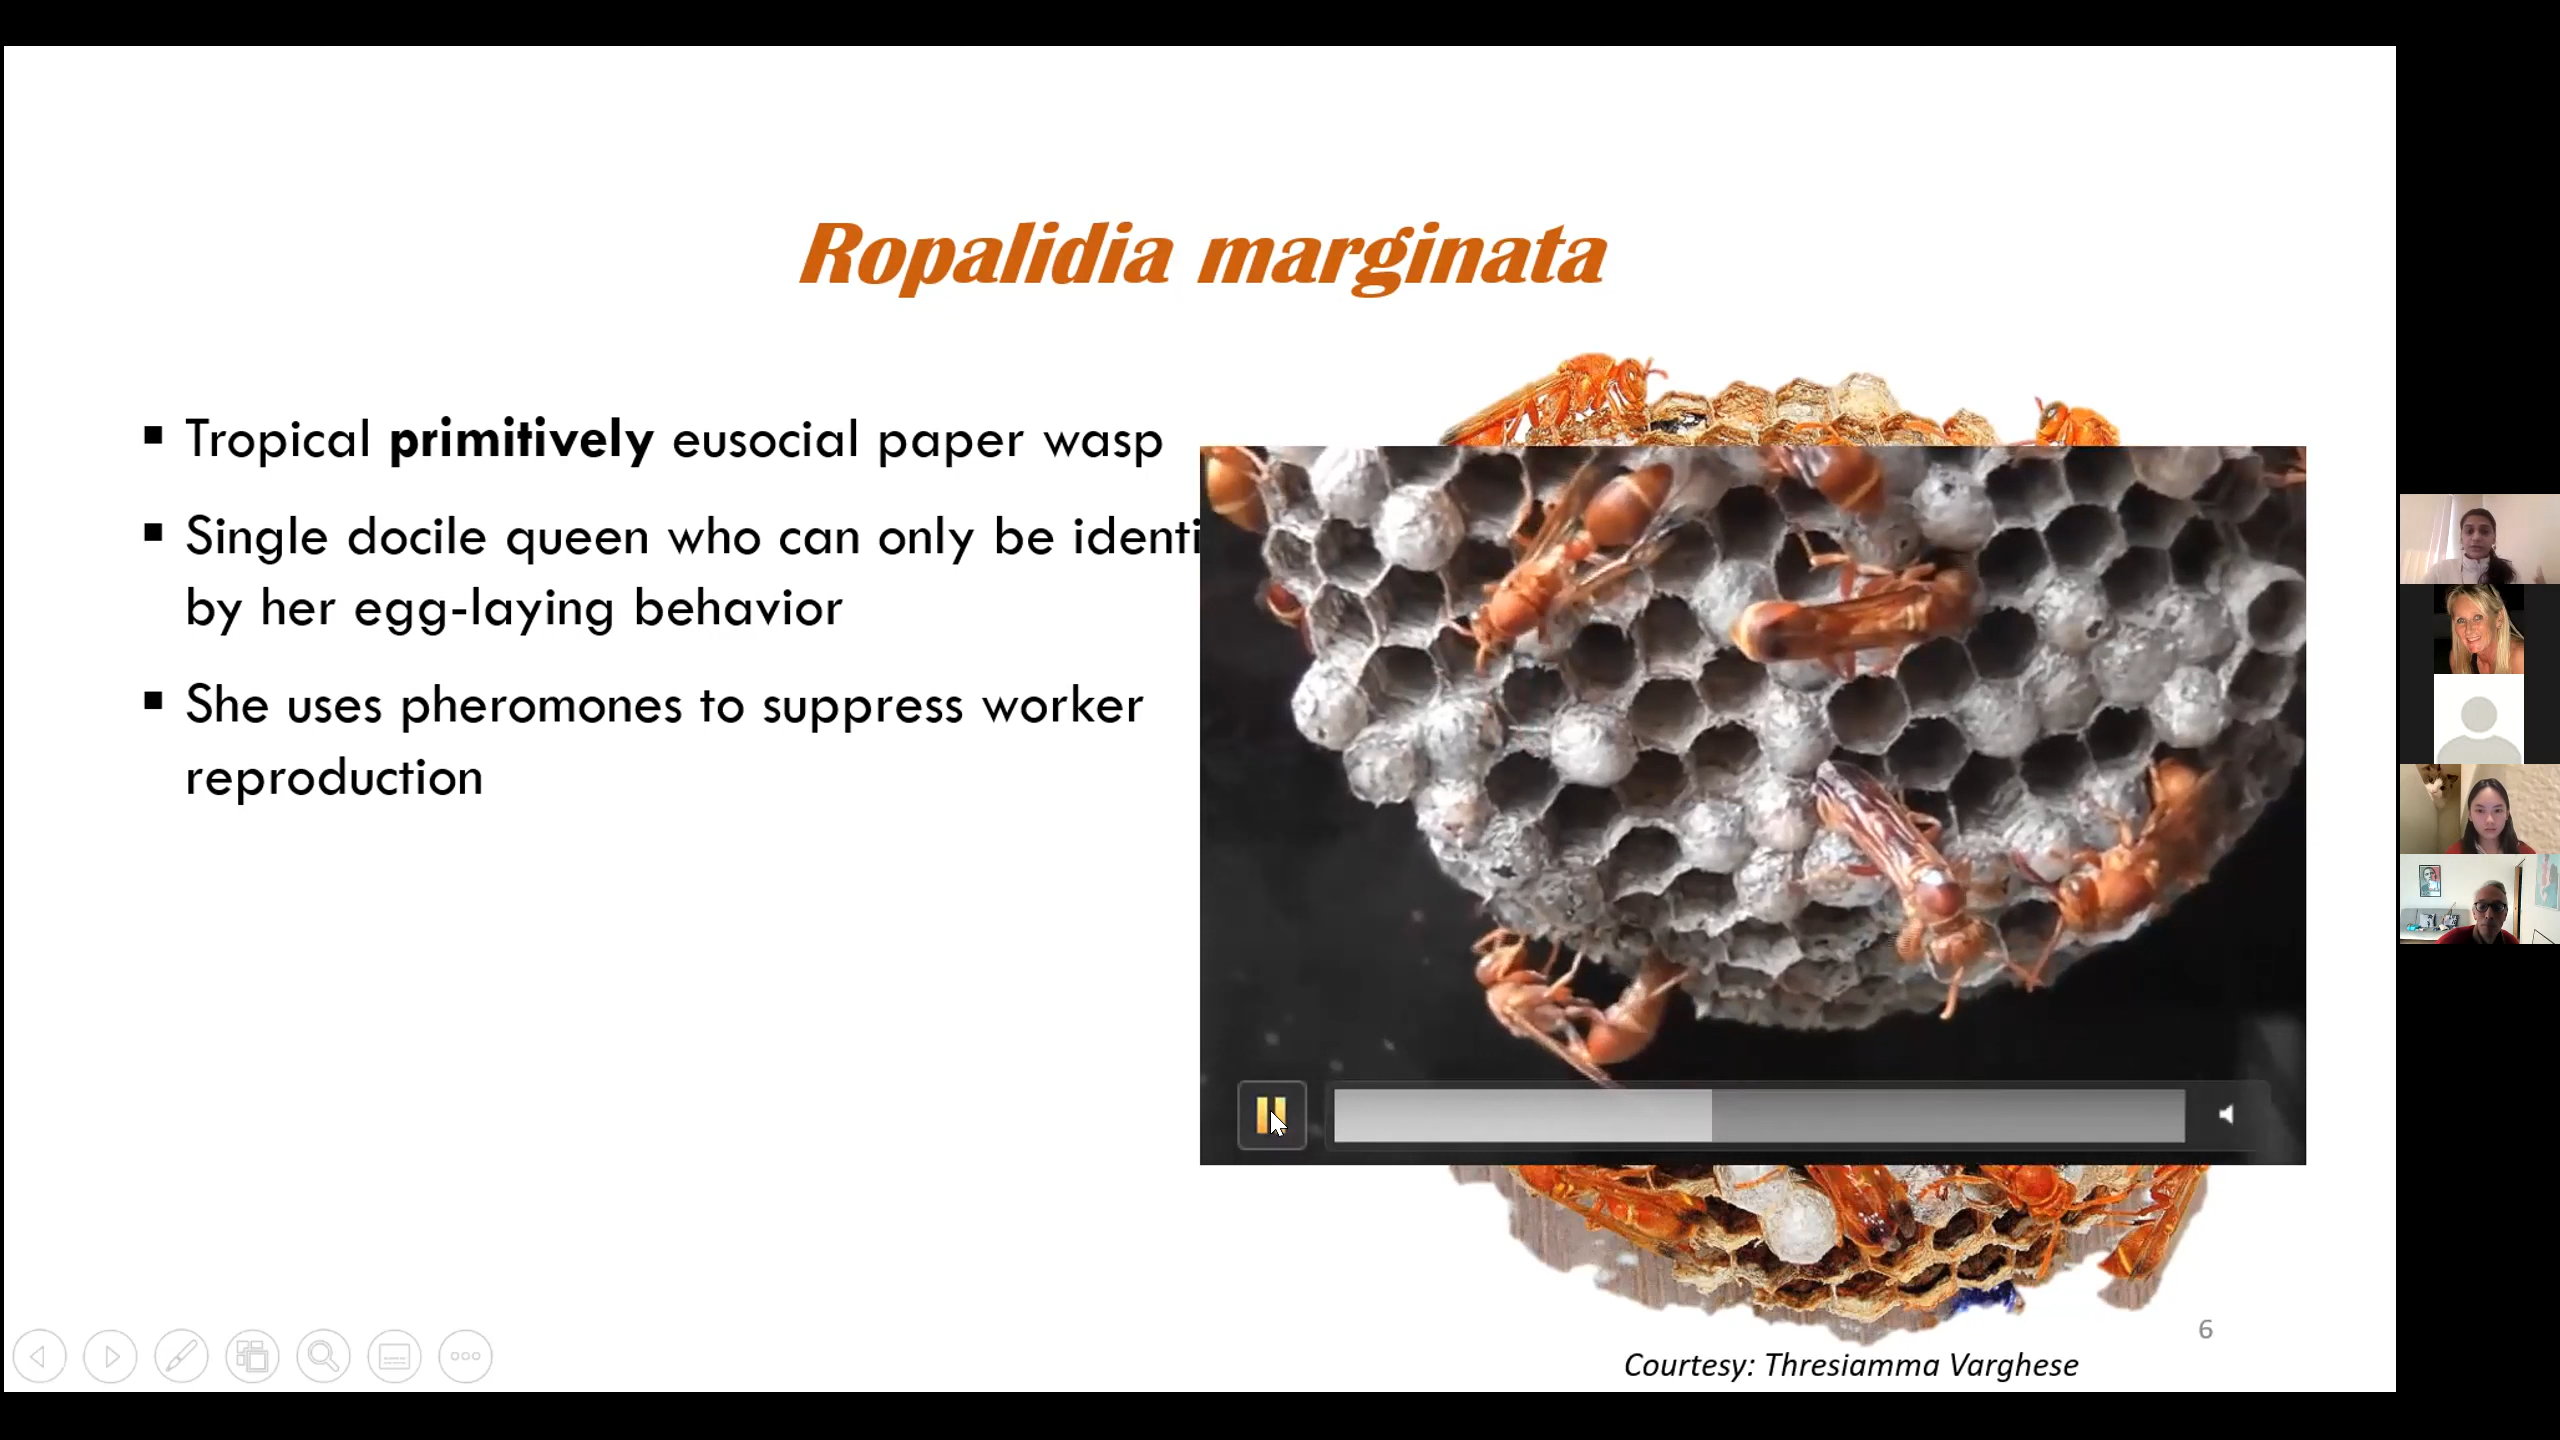 Ropalidia marginata
▪ Tropical primitively eusocial paper wasp
▪ Single docile queen who can only be identi
by her egg-laying behavior
▪ She uses pheromones to suppress worker
reproduction
6
Courtesy: Thresiamma Varghese